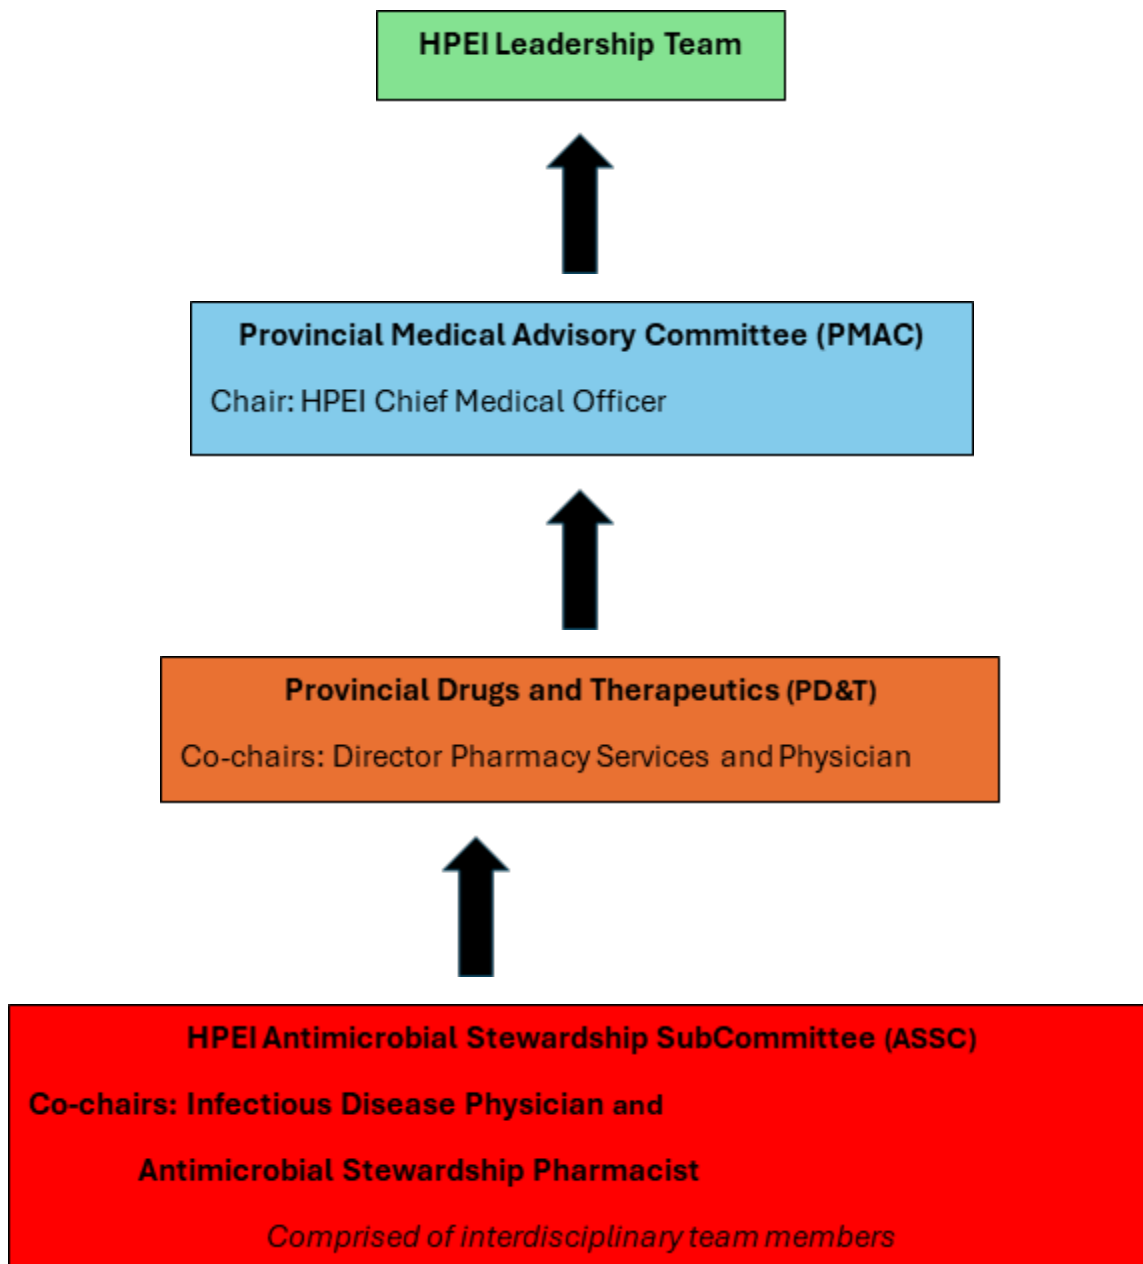 HPEI Leadership Team
Provincial Medical Advisory Committee (PMAC)
Chair: HPEI Chief Medical Officer
Provincial Drugs and Therapeutics (PD&T)
Co-chairs: Director Pharmacy Services and Physician
HPEI Antimicrobial Stewardship SubCommittee (ASSC)
Co-chairs: Infectious Disease Physician and
Antimicrobial Stewardship Pharmacist
Comprised of interdisciplinary team members